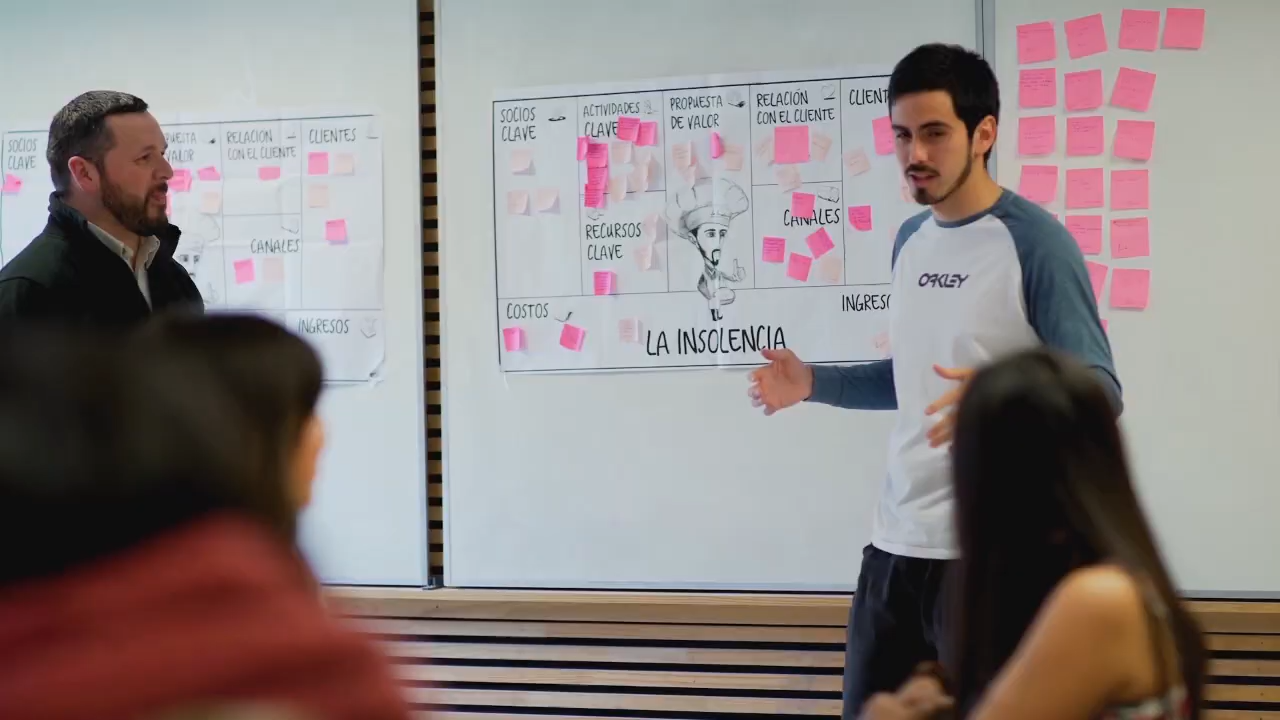 SOCIOS
CLAVE
VALOR
RELACIÓN
CON EL CLIENTE
CLIENTES
CANALES
INGRESOS
SOCIOS
CLAVE
ACTIVIDADES
CLAVE
PROPUESTA
DE VALOR
RELACIÓN
CON EL CLIENTE
RECURSOS
CLAVE
CANALES
COSTOS
LA INSOLENCIA
OAKLEY